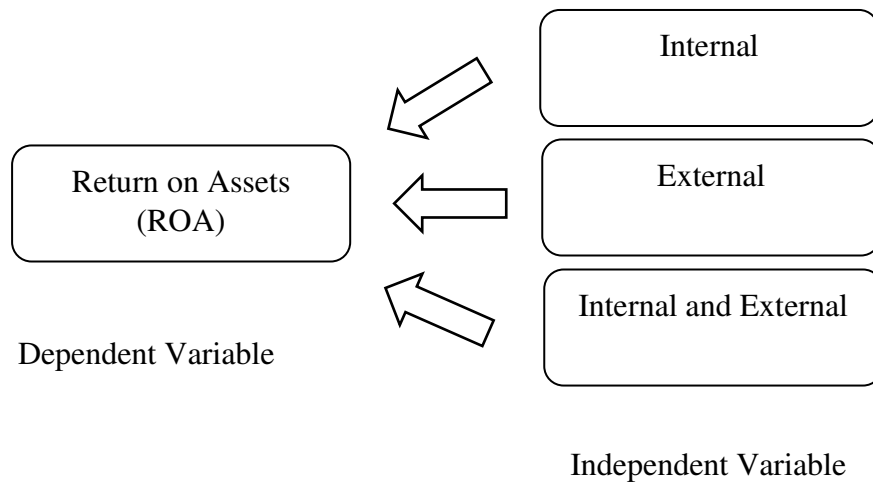 Internal
Return on Assets
(ROA)
External
Internal and External
Dependent Variable
Independent Variable